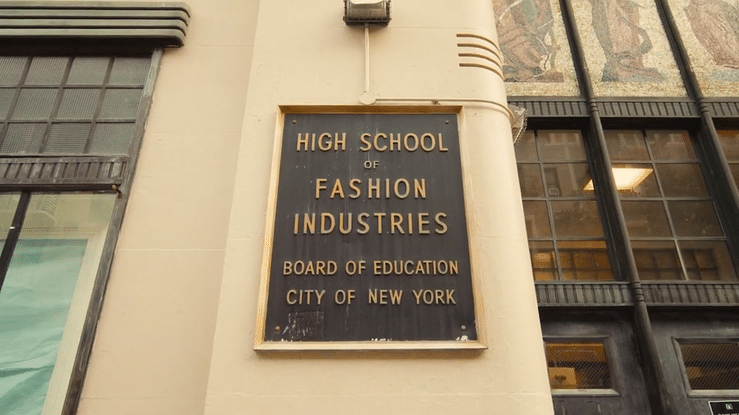 HIGH SCHOOL
OF
FASHION
INDUSTRIES
BOARD OF EDUCATION
CITY OF NEW YORK